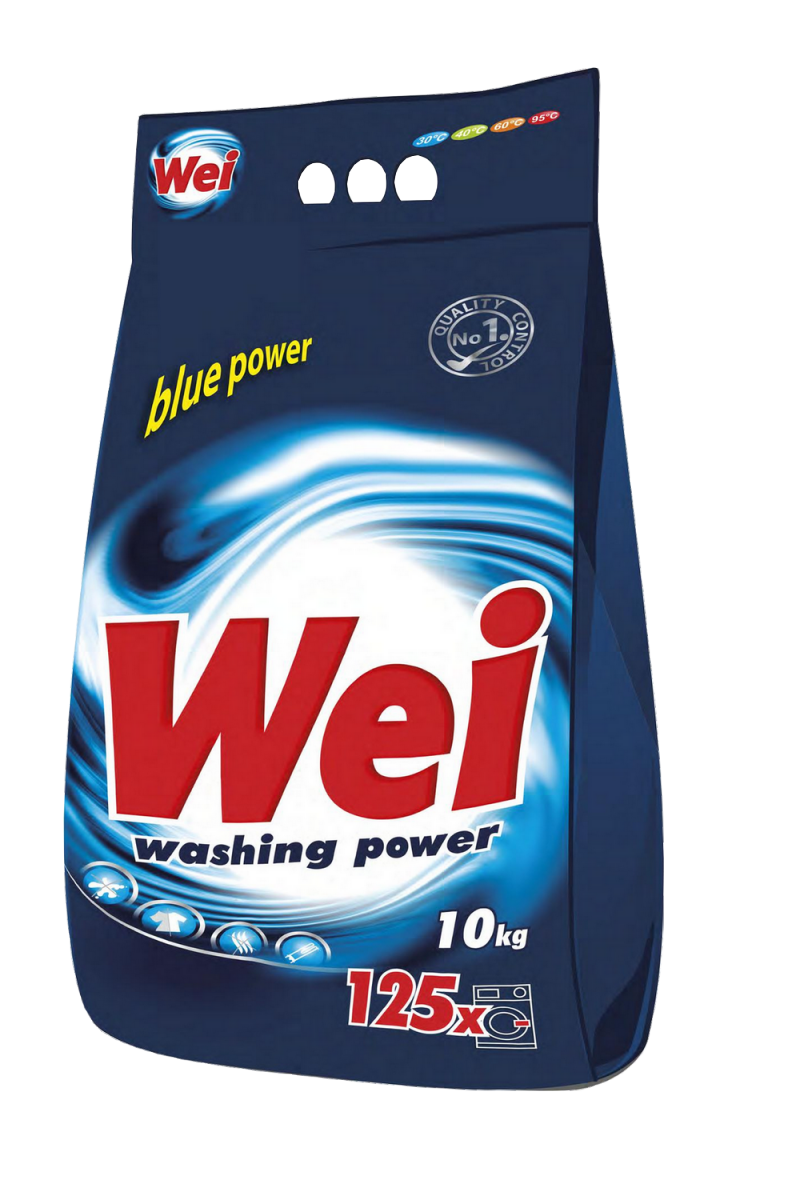 Wei
30°C 40°C 60°C 95°C
QUALITY CONTROL
No 1.
blue power
Wei
washing power
10kg
125x